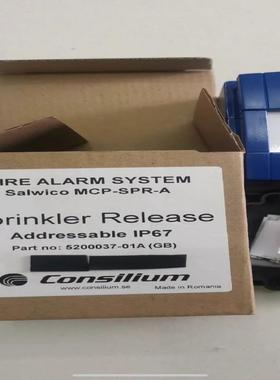 IRE ALARM SYSTEM
Salwico MCP-SPR-A
prinkler Release
Addressable IP67
Part no: 5200037-01A (GB)
Consilium
www.consilium.se
Made in Romania